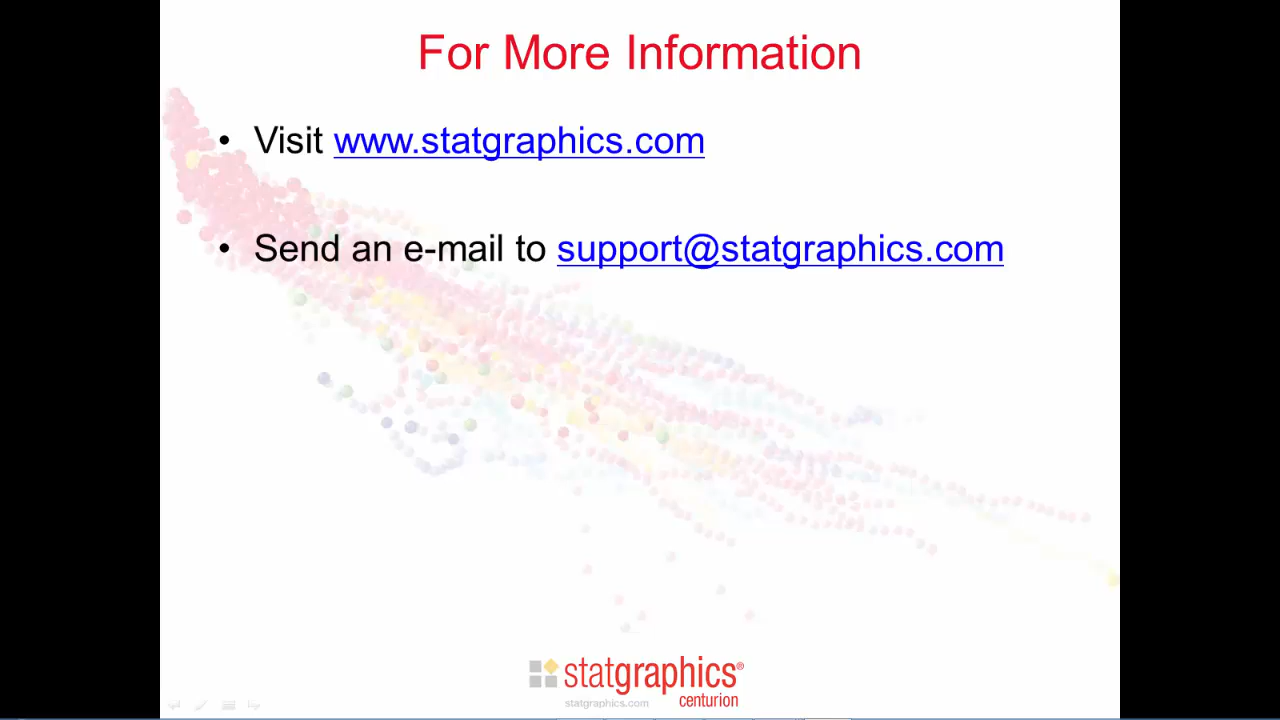 For More Information
• Visit www.statgraphics.com
• Send an e-mail to support@statgraphics.com
statgraphics®
statgraphics.com centurion